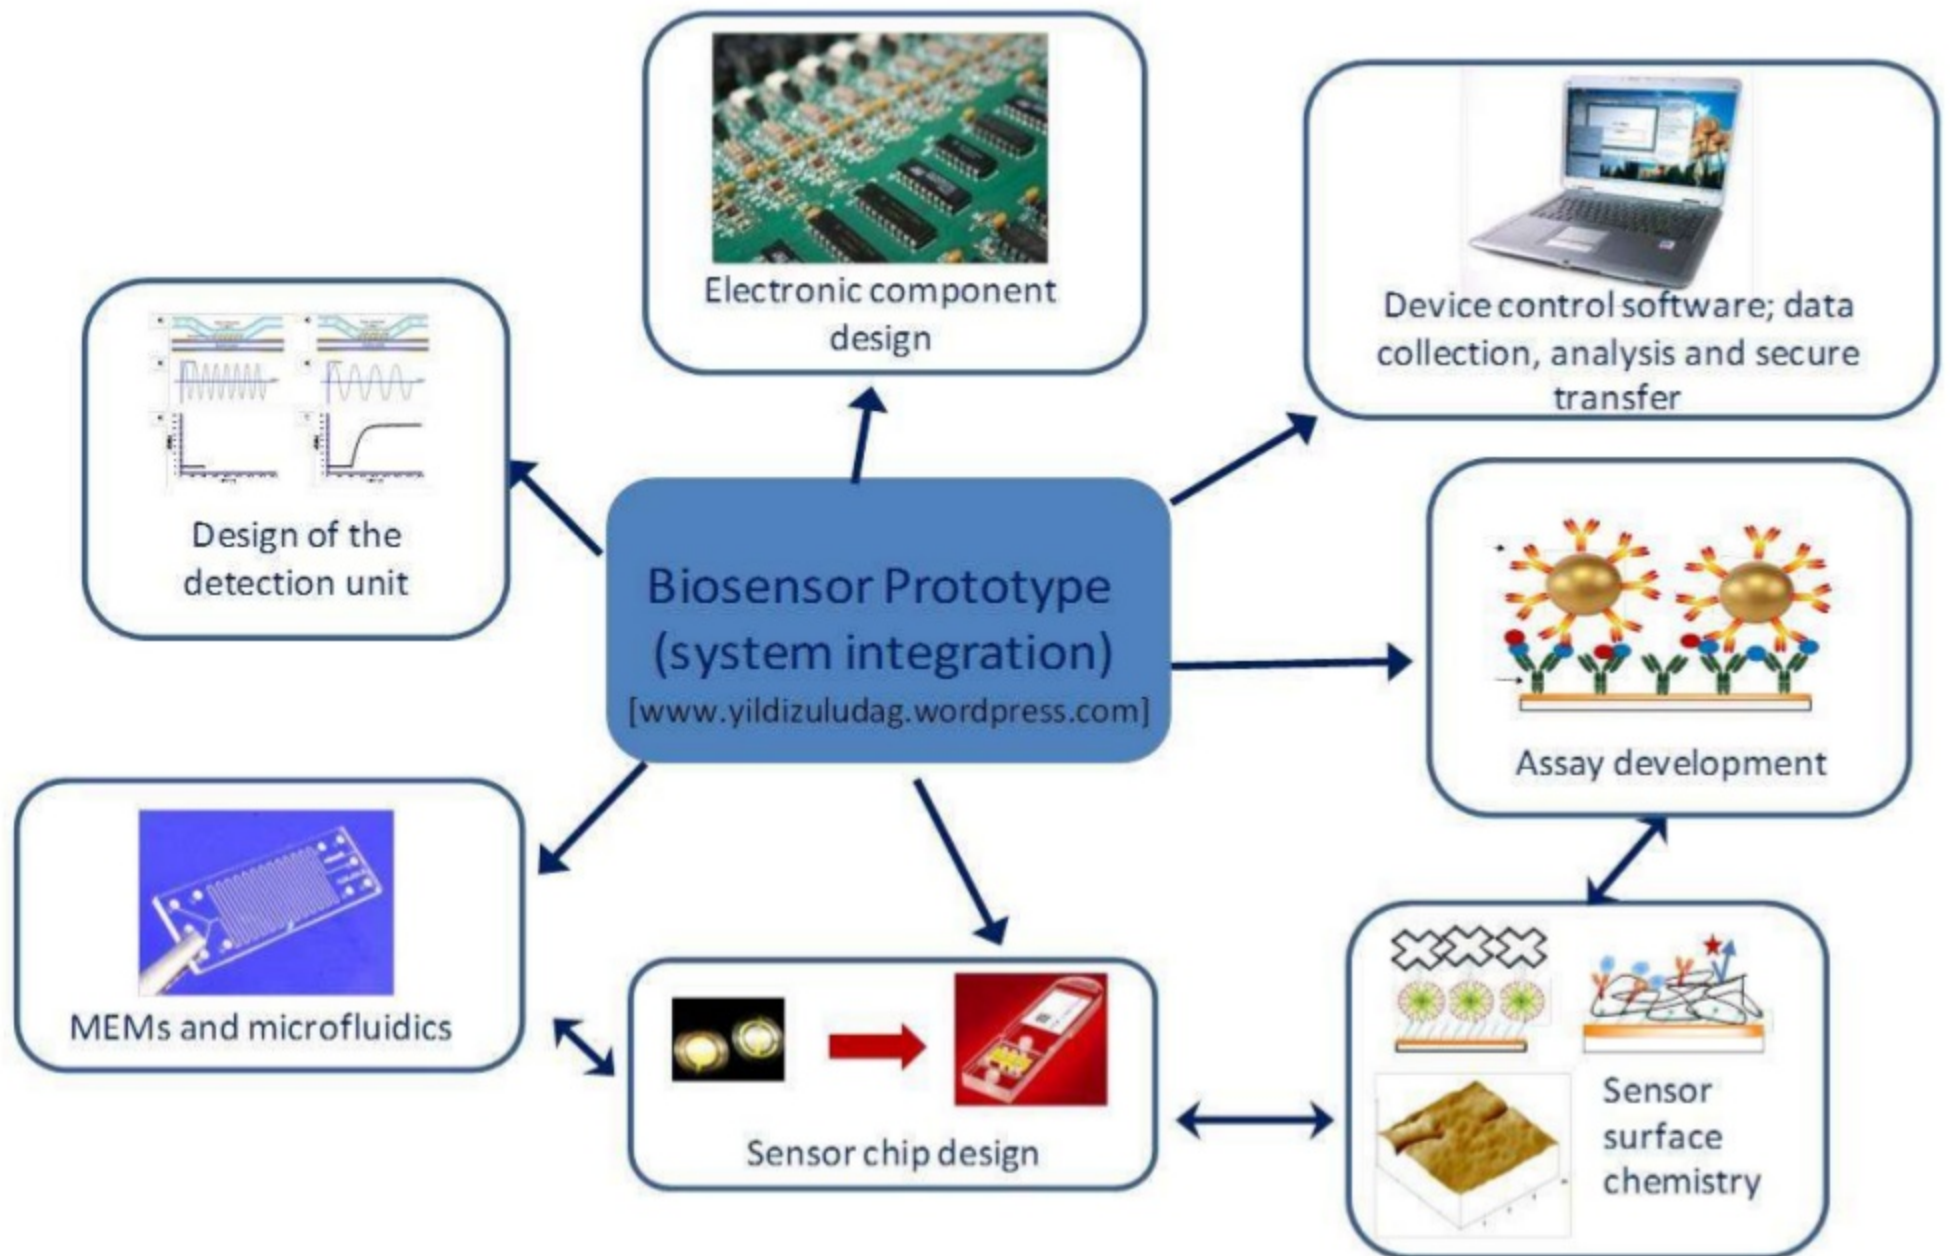 Electronic component
design
Device control software; data
collection, analysis and secure
transfer
Design of the
detection unit
Biosensor Prototype
(system integration)
[www.yildizuludag.wordpress.com]
Assay development
MEMs and microfluidics
Sensor chip design
Sensor
surface
chemistry